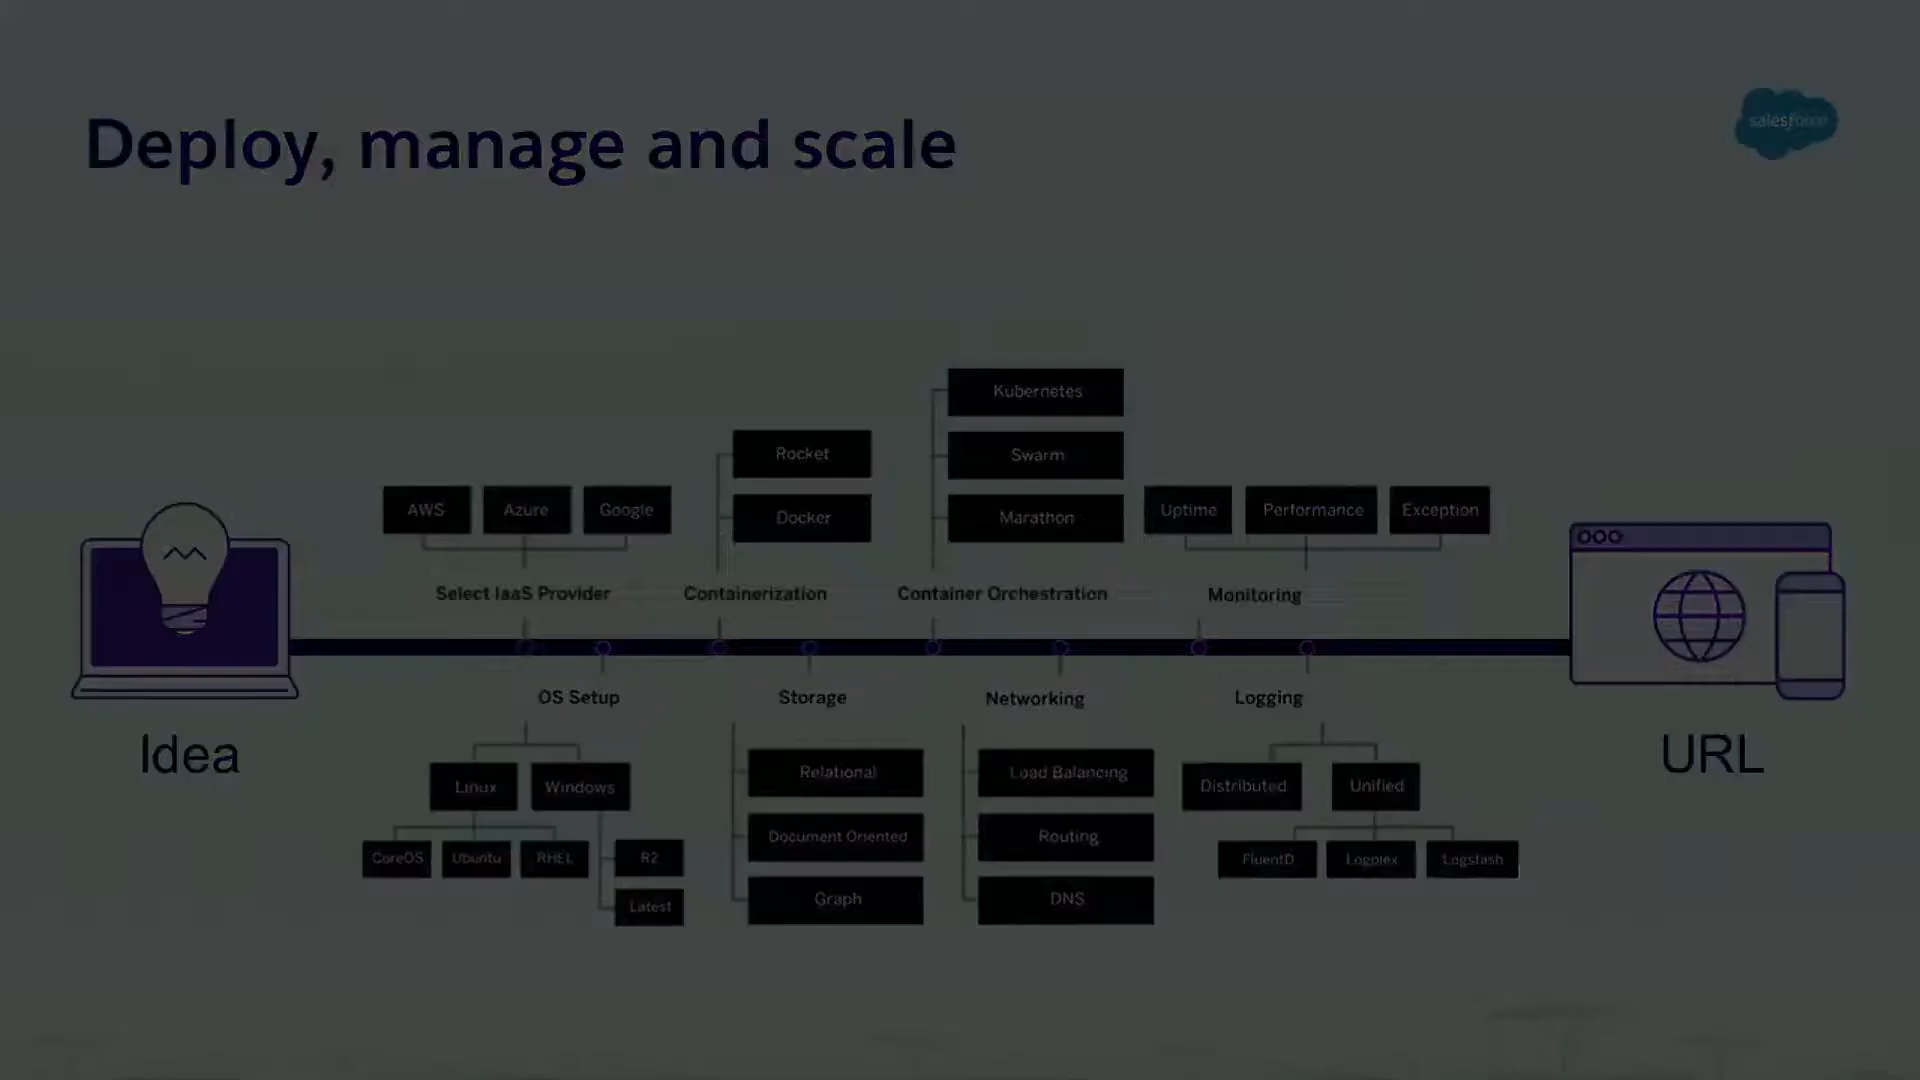 Deploy, manage and scale
salesforce
Kubernetes
Rocket
Swarm
AWS
Azure
Google
Docker
Marathon
Uptime
Performance
Exception
Select IaaS Provider
Containerization
Container Orchestration
Monitoring
OS Setup
Storage
Networking
Logging
Idea
URL
Linux
Windows
Relational
Load Balancing
Distributed
Unified
Document Oriented
Routing
CoreOS
Ubuntu
RHEL
R2
FluentD
Logplex
Logstash
Latest
Graph
DNS